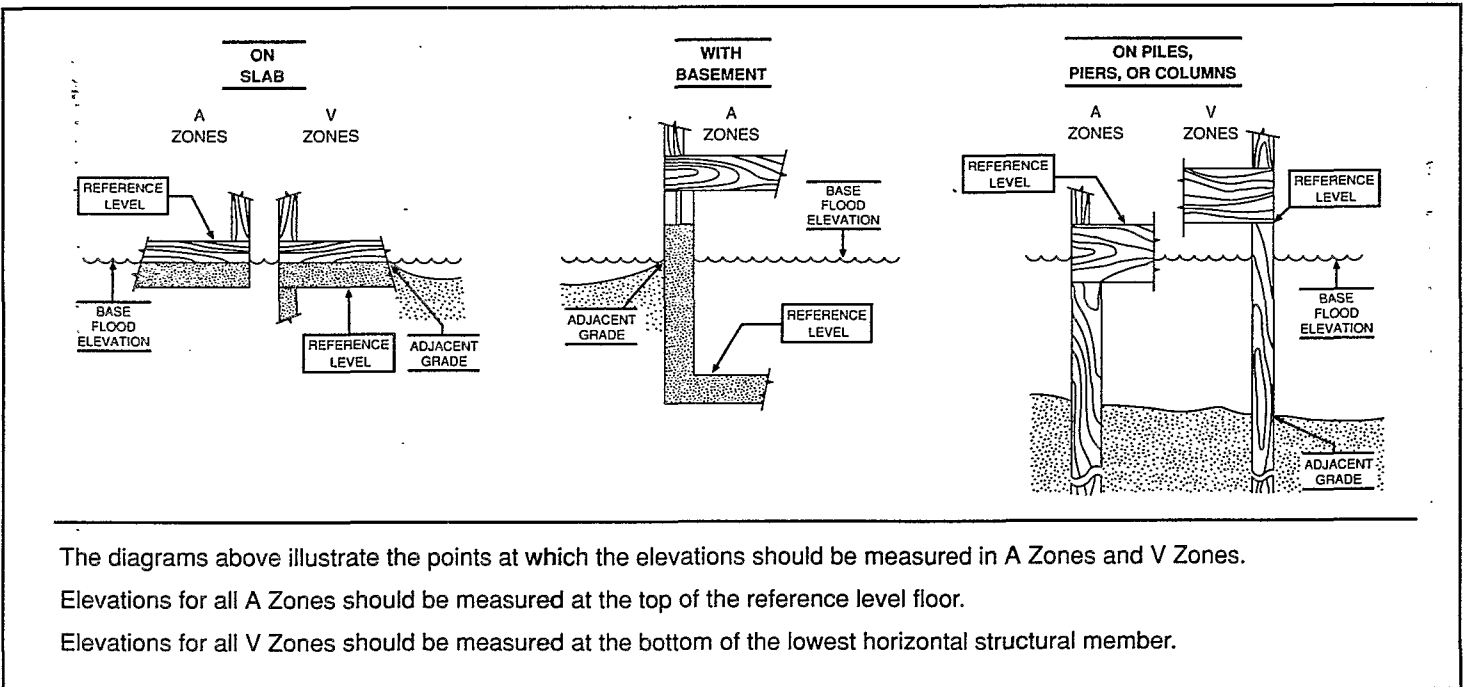 ON
SLAB
A
ZONES
V
ZONES
REFERENCE
LEVEL
BASE
FLOOD
ELEVATION
REFERENCE
LEVEL
ADJACENT
GRADE
WITH
BASEMENT
A
ZONES
BASE
FLOOD
ELEVATION
ADJACENT
GRADE
REFERENCE
LEVEL
ON PILES,
PIERS, OR COLUMNS
A
ZONES
V
ZONES
REFERENCE
LEVEL
REFERENCE
LEVEL
BASE
FLOOD
ELEVATION
ADJACENT
GRADE
The diagrams above illustrate the points at which the elevations should be measured in A Zones and V Zones.
Elevations for all A Zones should be measured at the top of the reference level floor.
Elevations for all V Zones should be measured at the bottom of the lowest horizontal structural member.